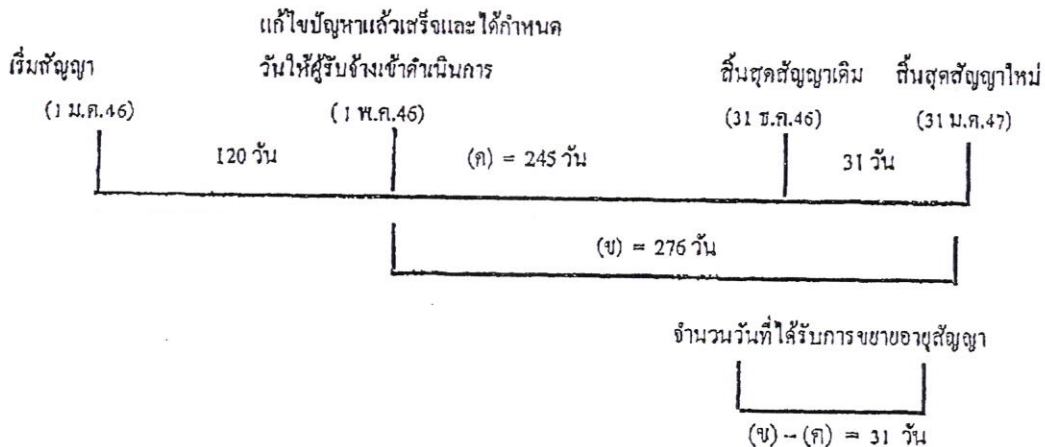 แก้ไขปัญหาแล้วเสร็จและได้กำหนด
เริ่มสัญญา วันให้ผู้รับจ้างเข้าดำเนินการ สิ้นสุดสัญญาเดิม สิ้นสุดสัญญาใหม่
(1 ม.ค.46) (1 พ.ค.46) (31 ธ.ค.46) (31 ม.ค.47)
120 วัน (ค) = 245 วัน 31 วัน
(ข) = 276 วัน
จำนวนวันที่ได้รับการขยายอายุสัญญา
(ข) - (ค) = 31 วัน